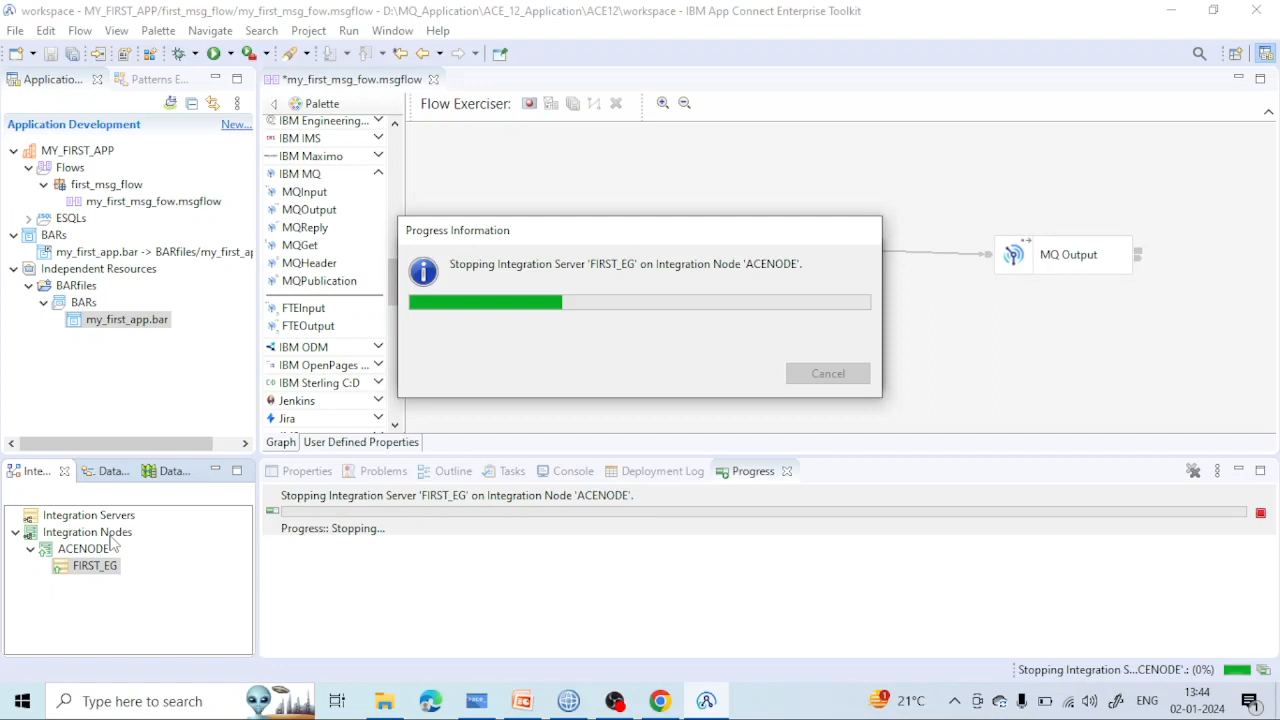 workspace - MY_FIRST_APP/first_msg_flow/my_first_msg_fow.msgflow - D:\MQ_Application\ACE_12_Application\ACE12\workspace - IBM App Connect Enterprise Toolkit
File Edit Flow View Palette Navigate Search Project Run Window Help
Applicatio... Patterns E...
*my_first_msg_fow.msgflow
Application Development New...
MY_FIRST_APP
Flows
first_msg_flow
my_first_msg_fow.msgflow
ESQLs
BARs
my_first_app.bar -> BARfiles/my_first_ap
Independent Resources
BARfiles
BARs
my_first_app.bar
Palette
IBM Engineering...
IBM IMS
IBM Maximo
IBM MQ
MQInput
MQOutput
MQReply
MQGet
MQHeader
MQPublication
FTEInput
FTEOutput
IBM ODM
IBM OpenPages ...
IBM Sterling C:D
Jenkins
Jira
Flow Exerciser:
MQ Output
Progress Information
Stopping Integration Server 'FIRST_EG' on Integration Node 'ACENODE'.
Cancel
Graph User Defined Properties
Inte... Data... Data...
Integration Servers
Integration Nodes
ACENODE
FIRST_EG
Properties Problems Outline Tasks Console Deployment Log Progress
Stopping Integration Server 'FIRST_EG' on Integration Node 'ACENODE'.
Progress:: Stopping...
Stopping Integration S...CENODE'.: (0%)
Type here to search
1
21°C
ENG
13:44
02-01-2024
1